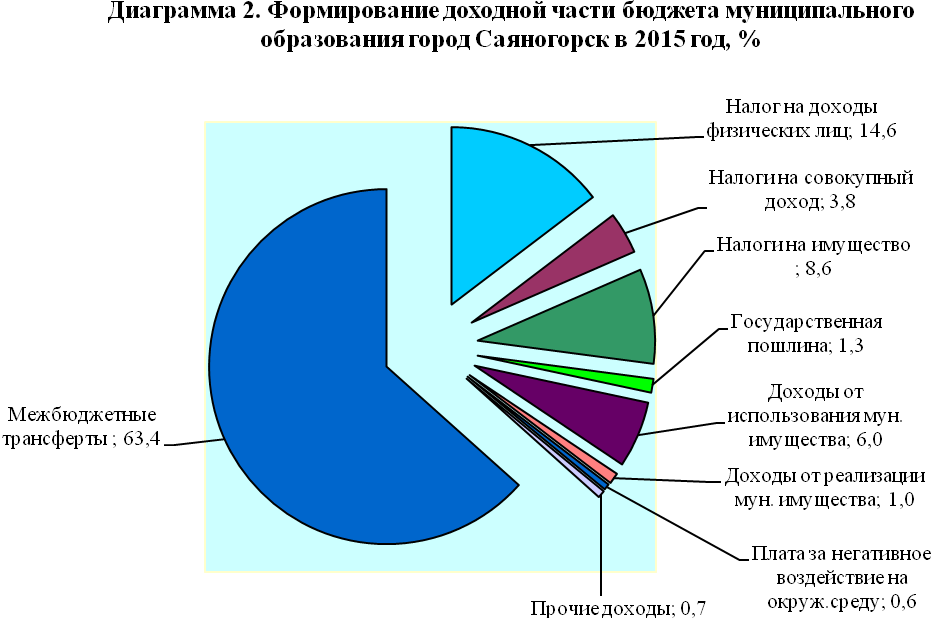 Диаграмма 2. Формирование доходной части бюджета муниципального
образования город Саяногорск в 2015 год, %
Налог на доходы
физических лиц; 14,6
Налоги на совокупный
доход; 3,8
Налоги на имущество
; 8,6
Государственная
пошлина; 1,3
Доходы от
использования мун.
имущества; 6,0
Доходы от реализации
мун. имущества; 1,0
Плата за негативное
воздействие на
окруж.среду; 0,6
Прочие доходы; 0,7
Межбюджетные
трансферты ; 63,4